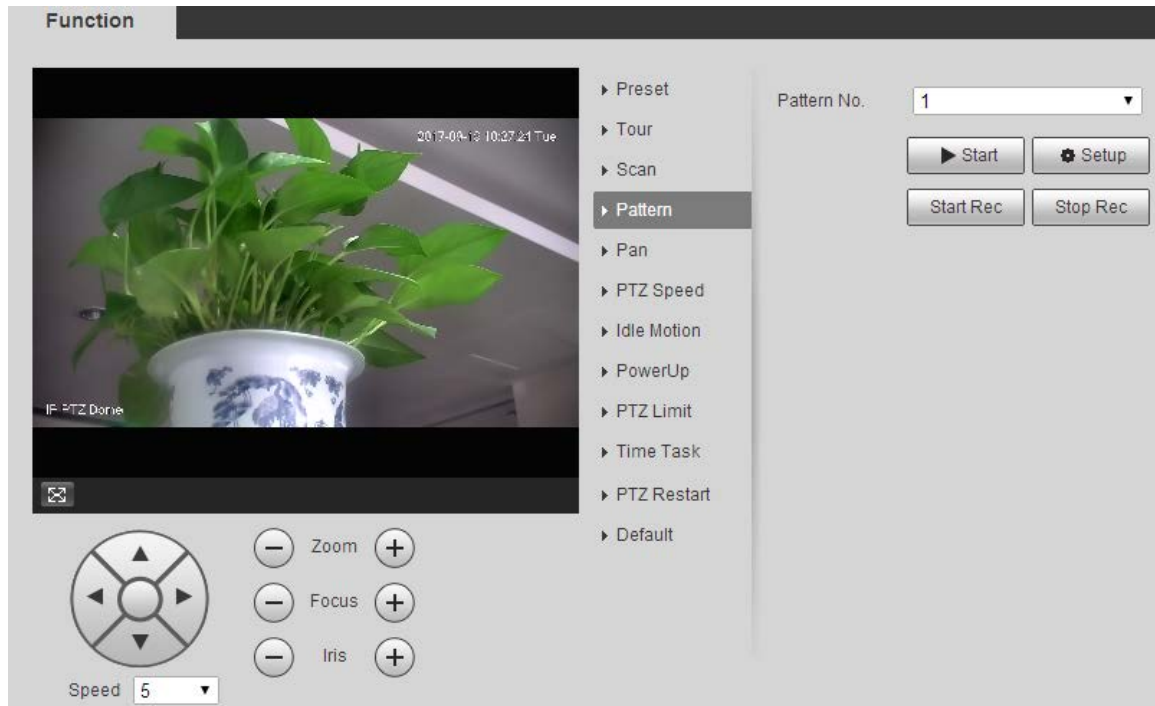 Function
2017-09-19 10:27:24 Tue
IP PTZ Dome
Preset
Tour
Scan
Pattern
Pan
PTZ Speed
Idle Motion
PowerUp
PTZ Limit
Time Task
PTZ Restart
Default
Pattern No. 1
Start Setup
Start Rec Stop Rec
Zoom
Focus
Iris
Speed 5